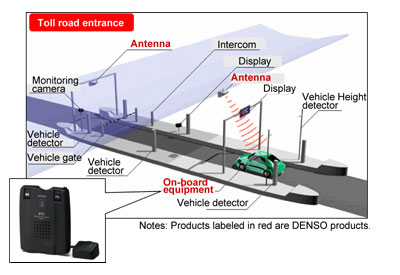 Toll road entrance
Antenna
Intercom
Display
Antenna
Display
Monitoring
camera
Vehicle Height
detector
Vehicle
detector
Vehicle gate
Vehicle
detector
On-board
equipment
Vehicle detector
Notes: Products labeled in red are DENSO products.